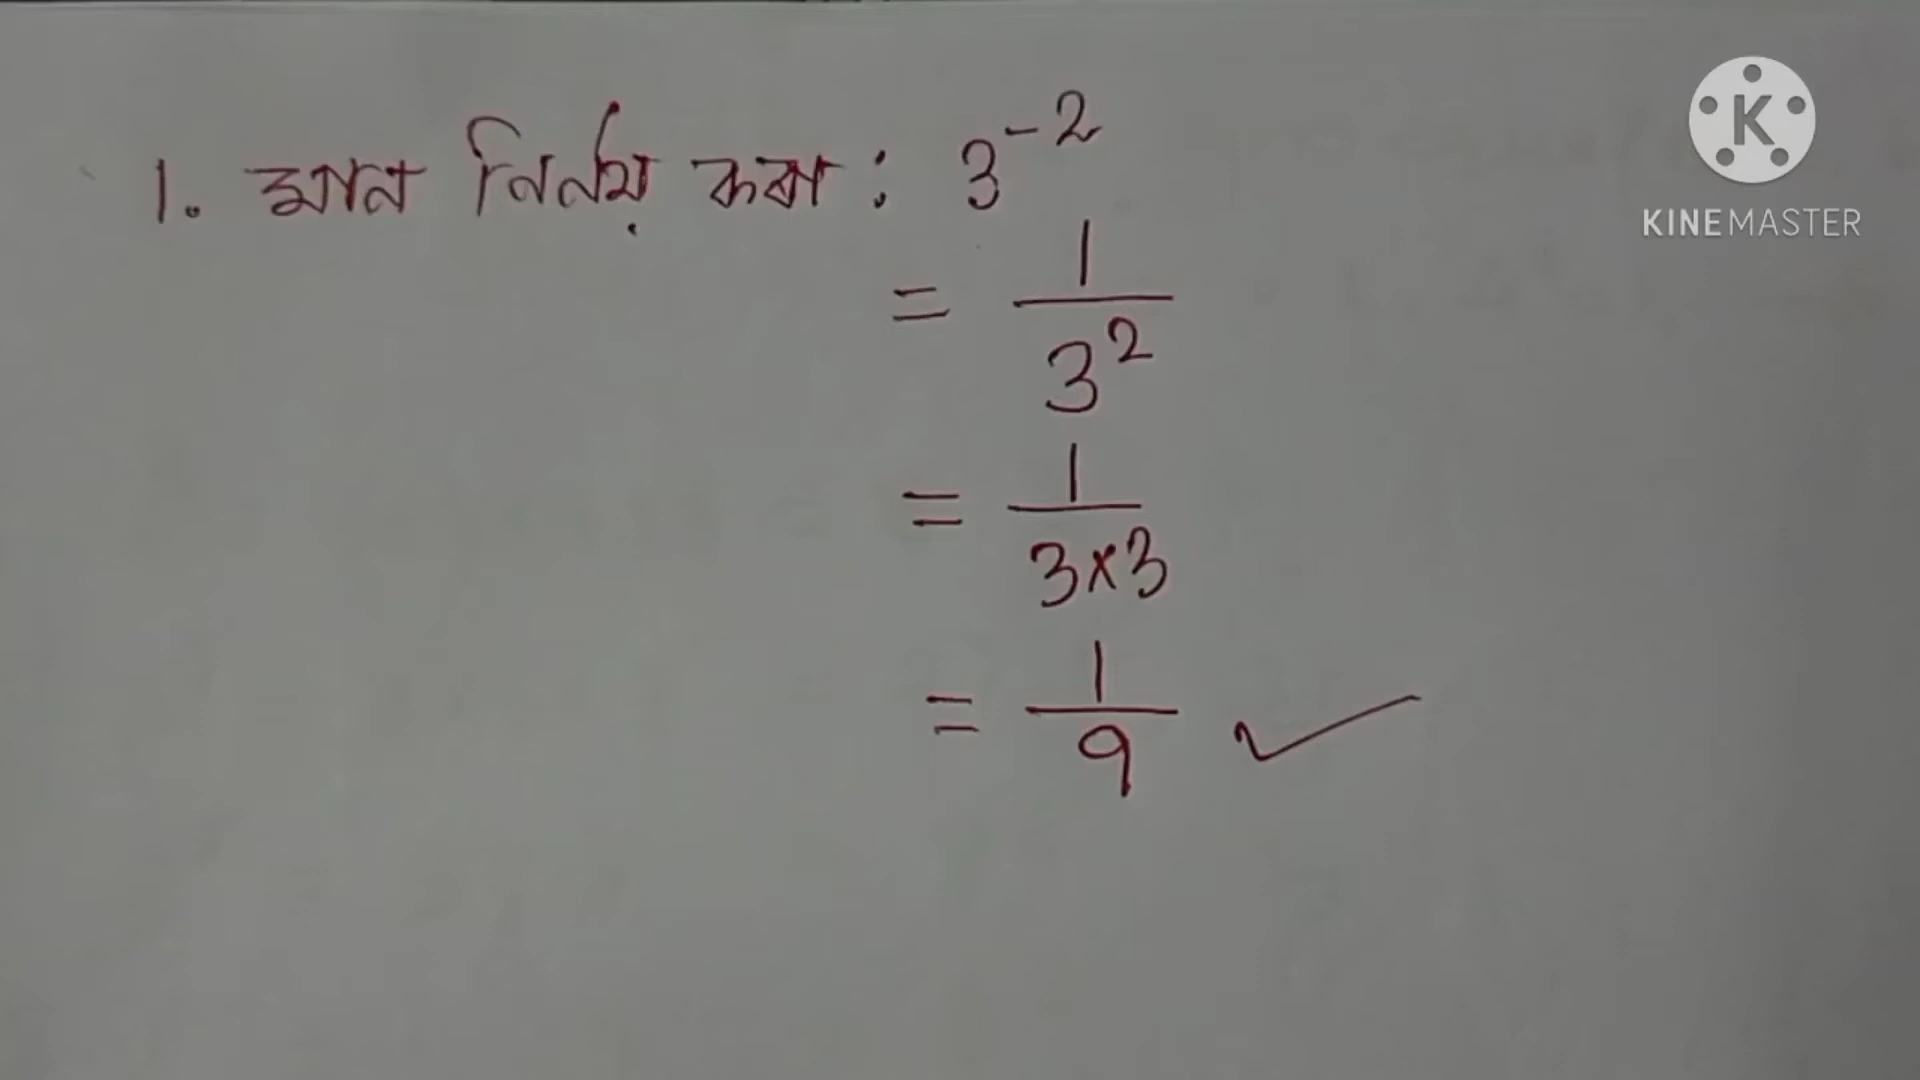 1. মান নির্ণয় কৰা : 3⁻²
= 1/3²
= 1/3×3
= 1/9 ✓
KINEMASTER